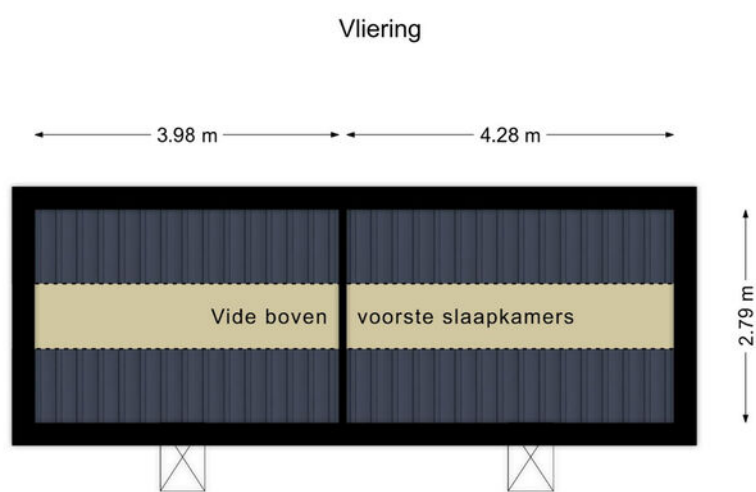 Vliering
3.98 m
4.28 m
Vide boven voorste slaapkamers
2.79 m